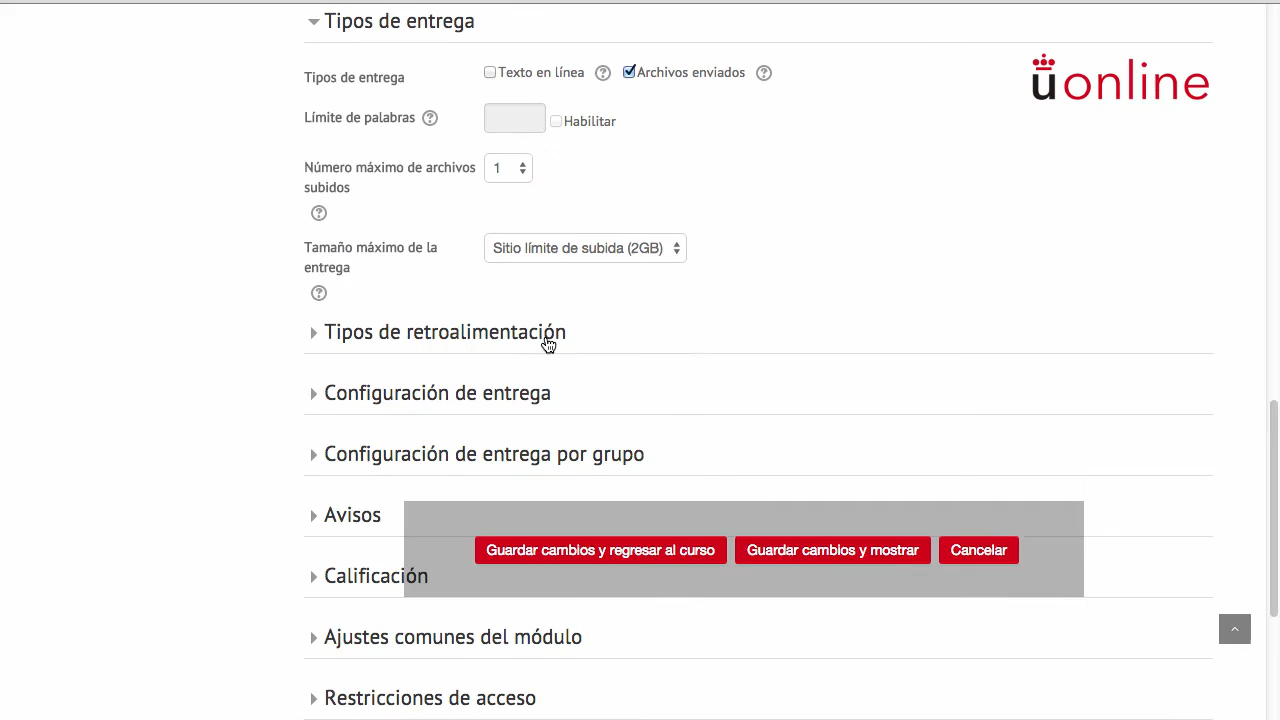 Tipos de entrega
uonline
Tipos de entrega
Texto en línea
Archivos enviados
Límite de palabras
Habilitar
Número máximo de archivos
subidos
1
Tamaño máximo de la
entrega
Sitio límite de subida (2GB)
Tipos de retroalimentación
Configuración de entrega
Configuración de entrega por grupo
Avisos
Guardar cambios y regresar al curso
Guardar cambios y mostrar
Cancelar
Calificación
Ajustes comunes del módulo
Restricciones de acceso